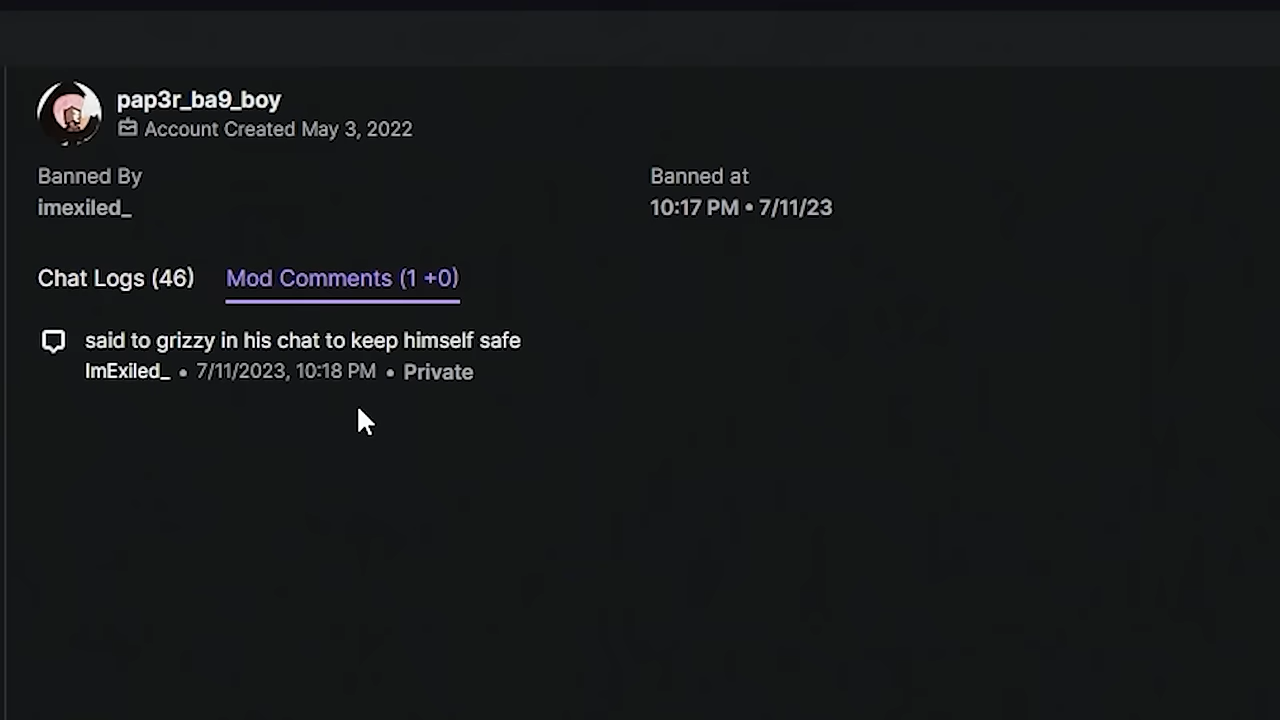 pap3r_ba9_boy
Account Created May 3, 2022
Banned By
Banned at
imexiled_
10:17 PM • 7/11/23
Chat Logs (46)
Mod Comments (1 +0)
said to grizzy in his chat to keep himself safe
ImExiled_ • 7/11/2023, 10:18 PM • Private